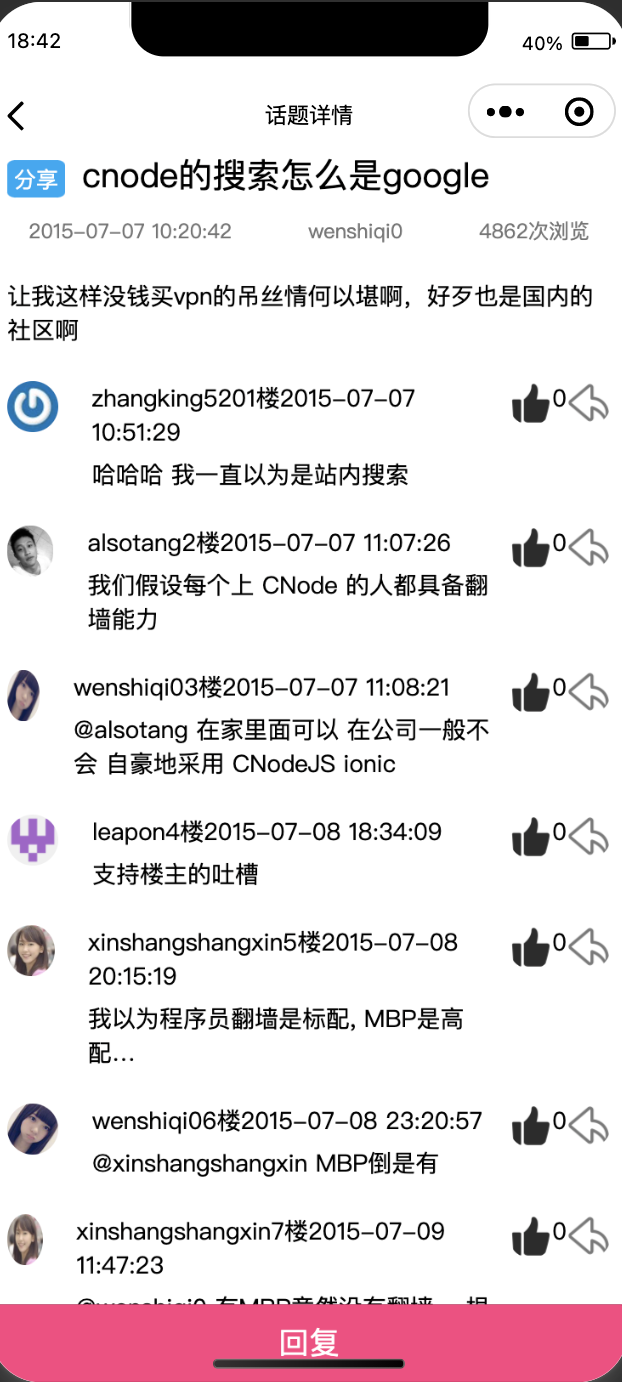 18:42
40%
话题详情
分享 cnode的搜索怎么是google
2015-07-07 10:20:42 wenshiqi0 4862次浏览
让我这样没钱买vpn的吊丝情何以堪啊，好歹也是国内的
社区啊
zhangking5201楼2015-07-07
10:51:29
0
哈哈哈 我一直以为是站内搜索
alsotang2楼2015-07-07 11:07:26
0
我们假设每个上 CNode 的人都具备翻
墙能力
wenshiqi03楼2015-07-07 11:08:21
0
@alsotang 在家里面可以 在公司一般不
会 自豪地采用 CNodeJS ionic
leapon4楼2015-07-08 18:34:09
0
支持楼主的吐槽
xinshangshangxin5楼2015-07-08
20:15:19
0
我以为程序员翻墙是标配, MBP是高
配...
wenshiqi06楼2015-07-08 23:20:57
0
@xinshangshangxin MBP倒是有
xinshangshangxin7楼2015-07-09
11:47:23
0
@wenshiqi0 有MBP竟然没有翻墙
回复